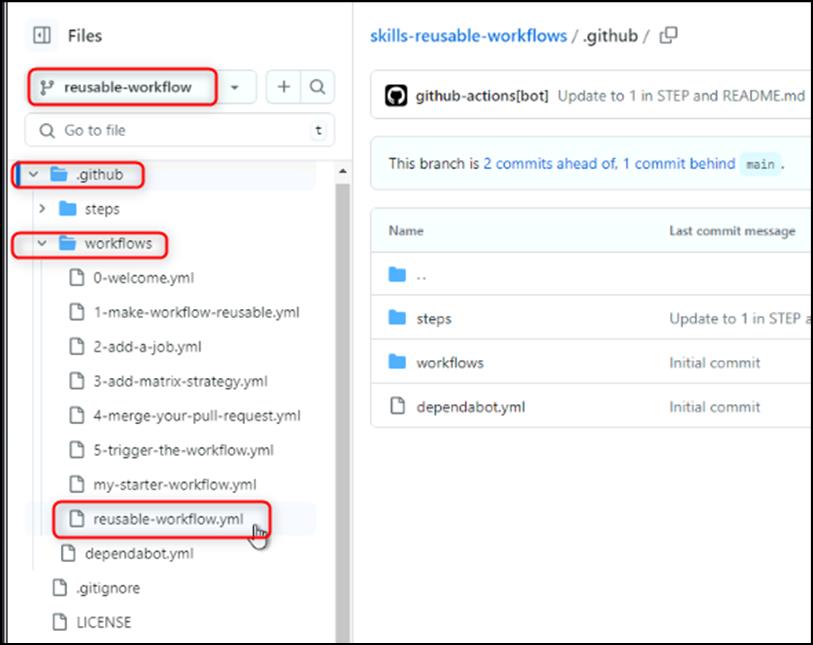 Files
reusable-workflow
Go to file
t
.github
steps
workflows
0-welcome.yml
1-make-workflow-reusable.yml
2-add-a-job.yml
3-add-matrix-strategy.yml
4-merge-your-pull-request.yml
5-trigger-the-workflow.yml
my-starter-workflow.yml
reusable-workflow.yml
dependabot.yml
.gitignore
LICENSE
skills-reusable-workflows / .github /
github-actions[bot] Update to 1 in STEP and README.md
This branch is 2 commits ahead of, 1 commit behind main .
Name Last commit message
..
steps Update to 1 in STEP a
workflows Initial commit
dependabot.yml Initial commit